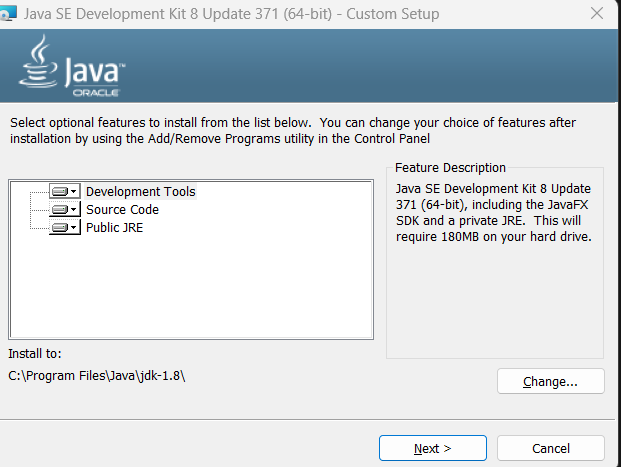 Java SE Development Kit 8 Update 371 (64-bit) - Custom Setup
Java™
ORACLE
Select optional features to install from the list below.  You can change your choice of features after
installation by using the Add/Remove Programs utility in the Control Panel
Development Tools
Source Code
Public JRE
Feature Description
Java SE Development Kit 8 Update
371 (64-bit), including the JavaFX
SDK and a private JRE.  This will
require 180MB on your hard drive.
Install to:
C:\Program Files\Java\jdk-1.8\
Change...
Next >
Cancel